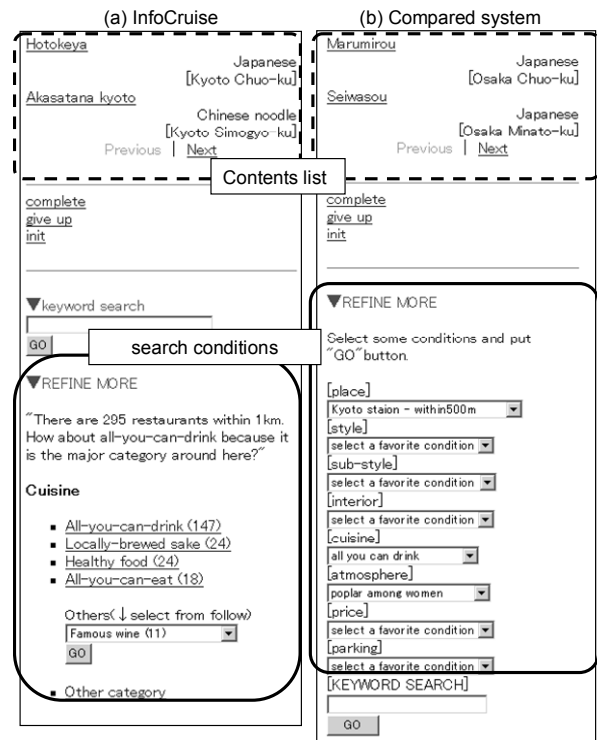 (a) InfoCruise
Hotokeya
Japanese
[Kyoto Chuo-ku]
Akasatana kyoto
Chinese noodle
[Kyoto Simogyo-ku]
Previous | Next
Contents list
complete
give up
init
▼keyword search
GO
search conditions
▼REFINE MORE
"There are 295 restaurants within 1km.
How about all-you-can-drink because it
is the major category around here?"
Cuisine
▪ All-you-can-drink (147)
▪ Locally-brewed sake (24)
▪ Healthy food (24)
▪ All-you-can-eat (18)
Others(↓select from follow)
Famous wine (11)
GO
▪ Other category
(b) Compared system
Marumirou
Japanese
[Osaka Chuo-ku]
Seiwasou
Japanese
[Osaka Minato-ku]
Previous | Next
complete
give up
init
▼REFINE MORE
Select some conditions and put
"GO"button.
[place]
Kyoto staion - within500m
[style]
select a favorite condition
[sub-style]
select a favorite condition
[interior]
select a favorite condition
[cuisine]
all you can drink
[atmosphere]
poplar among women
[price]
select a favorite condition
[parking]
select a favorite condition
[KEYWORD SEARCH]
GO